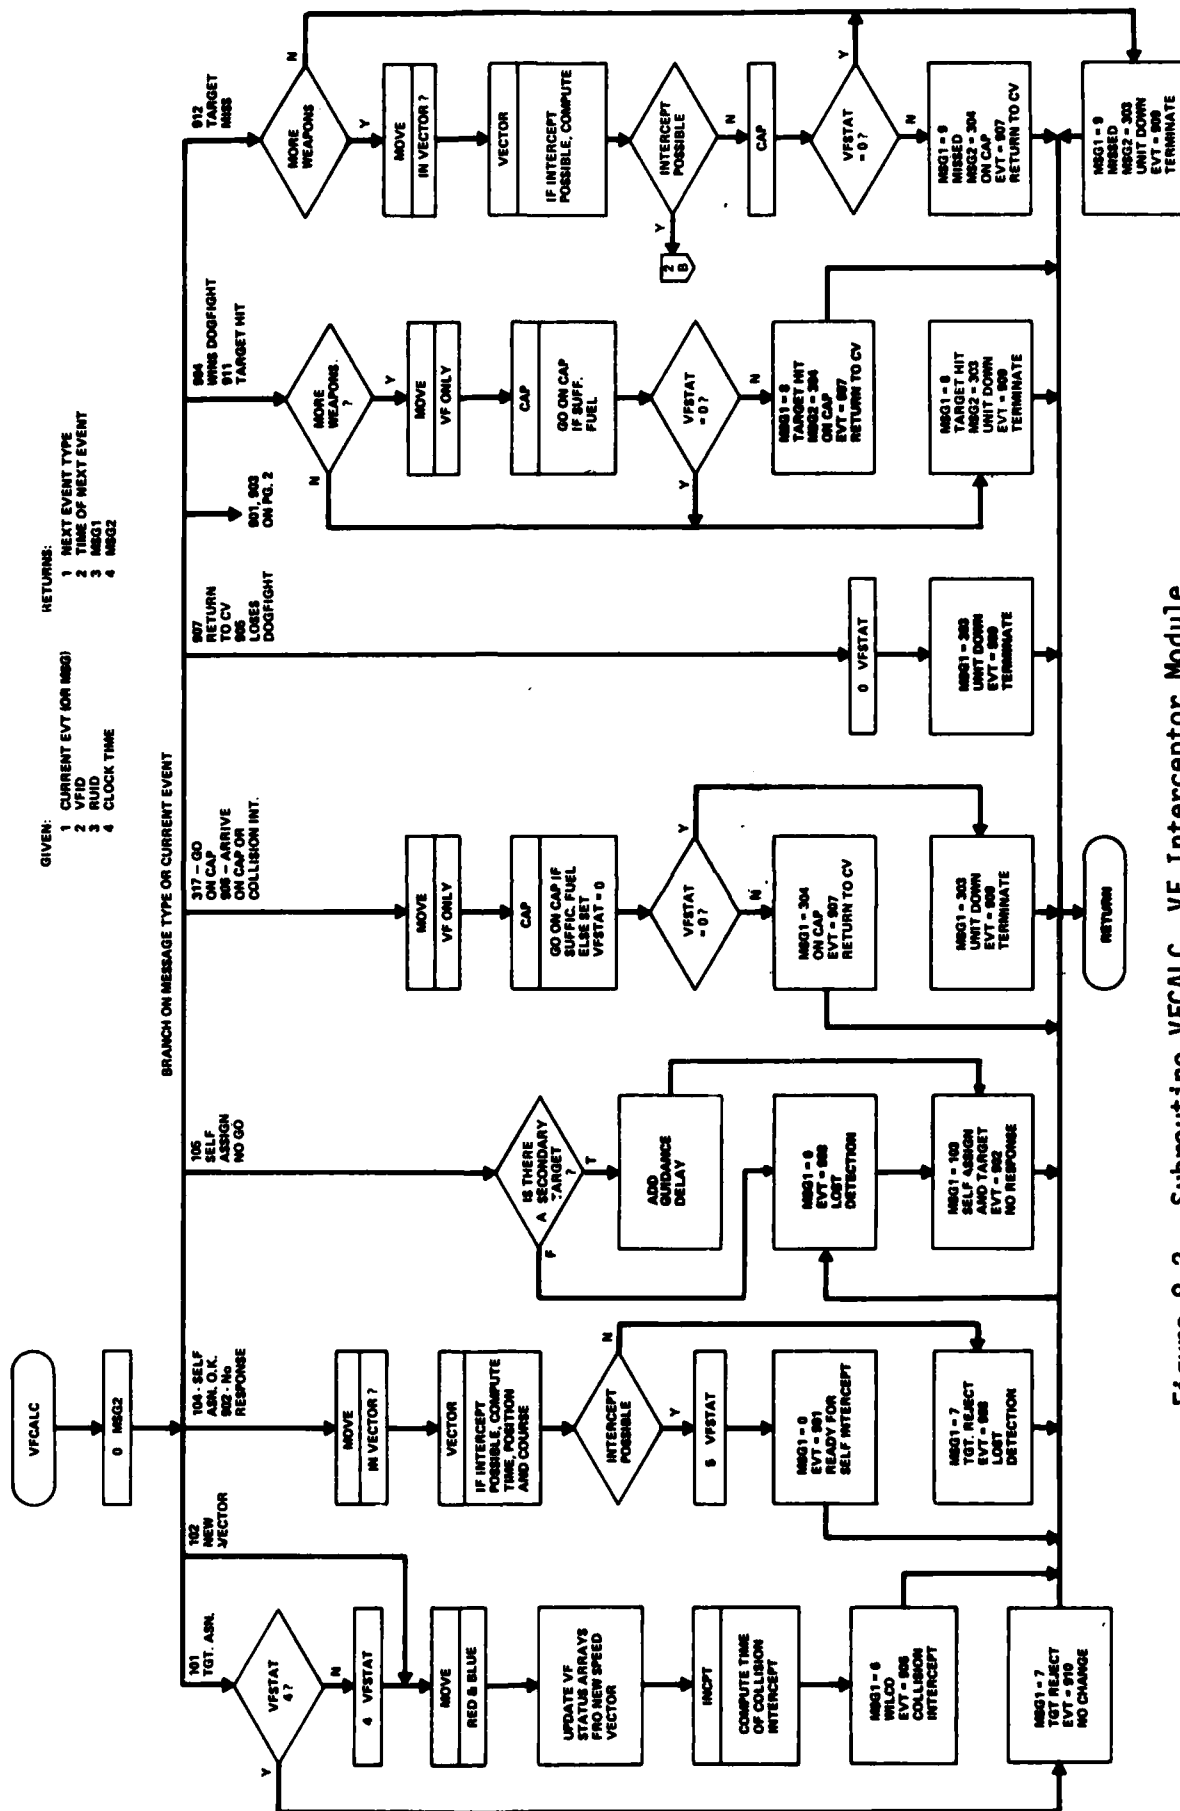 VFCALC
0 MSG2
GIVEN:
1 CURRENT EVT (OR MSG)
2 VFID
3 RUID
4 CLOCK TIME
RETURNS:
1 NEXT EVENT TYPE
2 TIME OF NEXT EVENT
3 MSG1
4 MSG2
BRANCH ON MESSAGE TYPE OR CURRENT EVENT
101
TGT. ASN.
VFSTAT
4?
Y
N
4 VFSTAT
102
NEW
VECTOR
MOVE
RED & BLUE
UPDATE VF
STATUS ARRAYS
FRO NEW SPEED
VECTOR
INCPT
COMPUTE TIME
OF COLLISION
INTERCEPT
MSG1 = 6
WILCO
EVT = 906
COLLISION
INTERCEPT
MSG1 = 7
TGT REJECT
EVT = 910
NO CHANGE
104 - SELF
ASN. O.K.
902 - No
RESPONSE
MOVE
IN VECTOR ?
VECTOR
IF INTERCEPT
POSSIBLE, COMPUTE
TIME, POSITION
AND COURSE
INTERCEPT
POSSIBLE
N
Y
5 VFSTAT
MSG1 = 0
EVT = 901
READY FOR
SELF INTERCEPT
MSG1 = 7
TGT. REJECT
EVT = 908
LOST
DETECTION
105
SELF
ASSIGN
NO GO
IS THERE
A SECONDARY
TARGET
?
F
T
ADD
GUIDANCE
DELAY
MSG1 = 0
EVT = 908
LOST
DETECTION
MSG1 = 103
SELF ASSIGN
AND TARGET
EVT = 902
NO RESPONSE
317 – GO
ON CAP
906 – ARRIVE
ON CAP OR
COLLISION INT.
MOVE
VF ONLY
CAP
GO ON CAP IF
SUFFIC. FUEL
ELSE SET
VFSTAT = 0
VFSTAT
= 0 ?
Y
N
MSG1 = 304
ON CAP
EVT = 907
RETURN TO CV
MSG1 = 303
UNIT DOWN
EVT = 909
TERMINATE
RETURN
907
RETURN
TO CV
905
LOSES
DOGFIGHT
0 VFSTAT
MSG1 = 303
UNIT DOWN
EVT = 909
TERMINATE
901, 903
ON PG. 2
904
WINS DOGFIGHT
911
TARGET HIT
MORE
WEAPONS.
?
N
Y
MOVE
VF ONLY
CAP
GO ON CAP
IF SUFF.
FUEL
VFSTAT
= 0 ?
Y
N
MSG1 = 8
TARGET HIT
MSG2 = 304
ON CAP
EVT = 907
RETURN TO CV
MSG1 = 8
TARGET HIT
MSG2 = 303
UNIT DOWN
EVT = 909
TERMINATE
912
TARGET
MISS
MORE
WEAPONS
N
Y
MOVE
IN VECTOR ?
VECTOR
IF INTERCEPT
POSSIBLE, COMPUTE
INTERCEPT
POSSIBLE
Y
2
B
N
CAP
VFSTAT
= 0 ?
Y
N
MSG1 = 9
MISSED
MSG2 = 304
ON CAP
EVT = 907
RETURN TO CV
MSG1 = 9
MISSED
MSG2 = 303
UNIT DOWN
EVT = 909
TERMINATE
Figure 8-2. Subroutine VFCALC, VF Interceptor Module